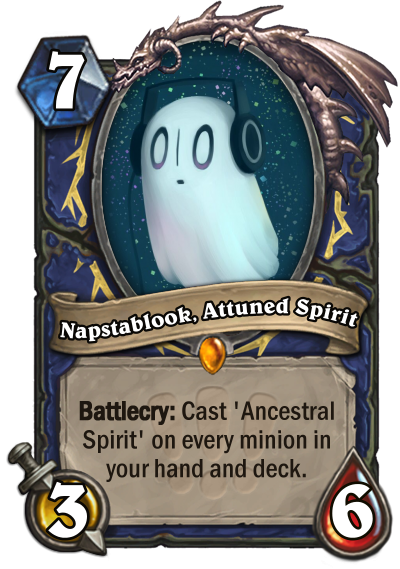 7
Napstablook, Attuned Spirit
Battlecry: Cast 'Ancestral
Spirit' on every minion in
your hand and deck.
3
6